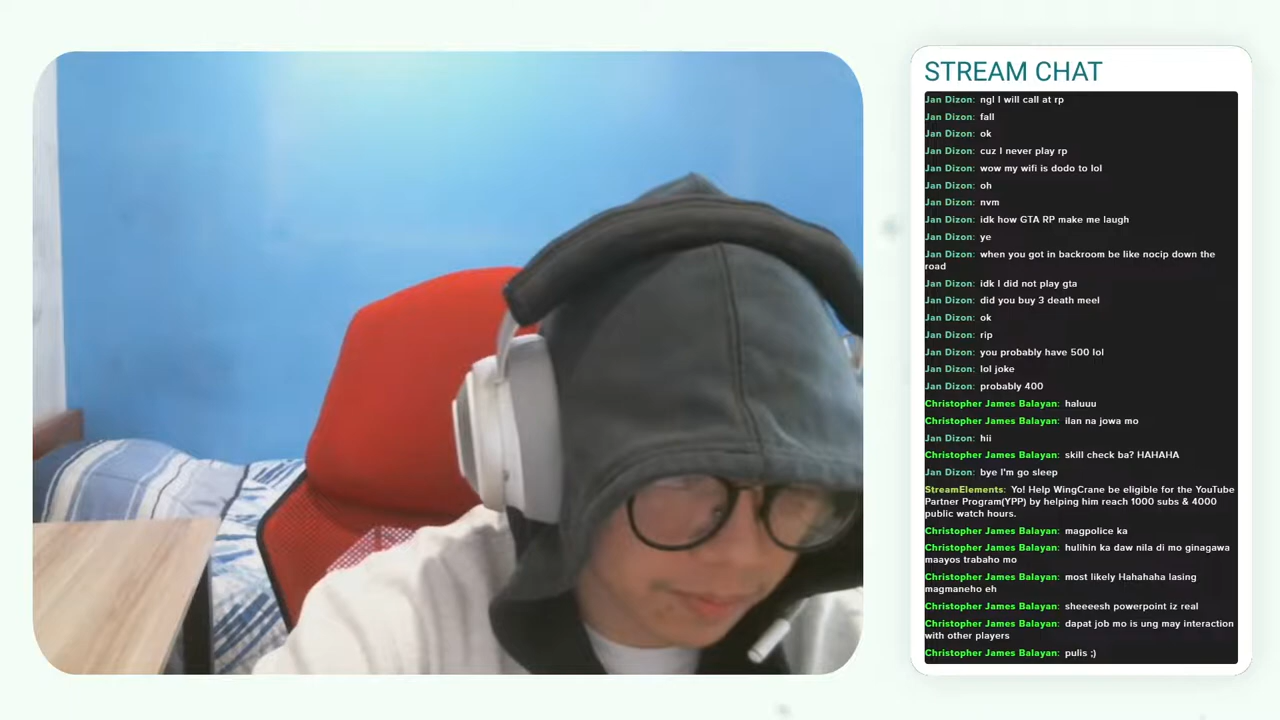 STREAM CHAT
Jan Dizon: ngl I will call at rp
Jan Dizon: fall
Jan Dizon: ok
Jan Dizon: cuz I never play rp
Jan Dizon: wow my wifi is dodo to lol
Jan Dizon: oh
Jan Dizon: nvm
Jan Dizon: idk how GTA RP make me laugh
Jan Dizon: ye
Jan Dizon: when you got in backroom be like nocip down the
road
Jan Dizon: idk I did not play gta
Jan Dizon: did you buy 3 death meel
Jan Dizon: ok
Jan Dizon: rip
Jan Dizon: you probably have 500 lol
Jan Dizon: lol joke
Jan Dizon: probably 400
Christopher James Balayan: haluuu
Christopher James Balayan: ilan na jowa mo
Jan Dizon: hii
Christopher James Balayan: skill check ba? HAHAHA
Jan Dizon: bye I'm go sleep
StreamElements: Yo! Help WingCrane be eligible for the YouTube
Partner Program(YPP) by helping him reach 1000 subs & 4000
public watch hours.
Christopher James Balayan: magpolice ka
Christopher James Balayan: hulihin ka daw nila di mo ginagawa
maayos trabaho mo
Christopher James Balayan: most likely Hahahaha lasing
magmaneho eh
Christopher James Balayan: sheeeesh powerpoint iz real
Christopher James Balayan: dapat job mo is ung may interaction
with other players
Christopher James Balayan: pulis ;)